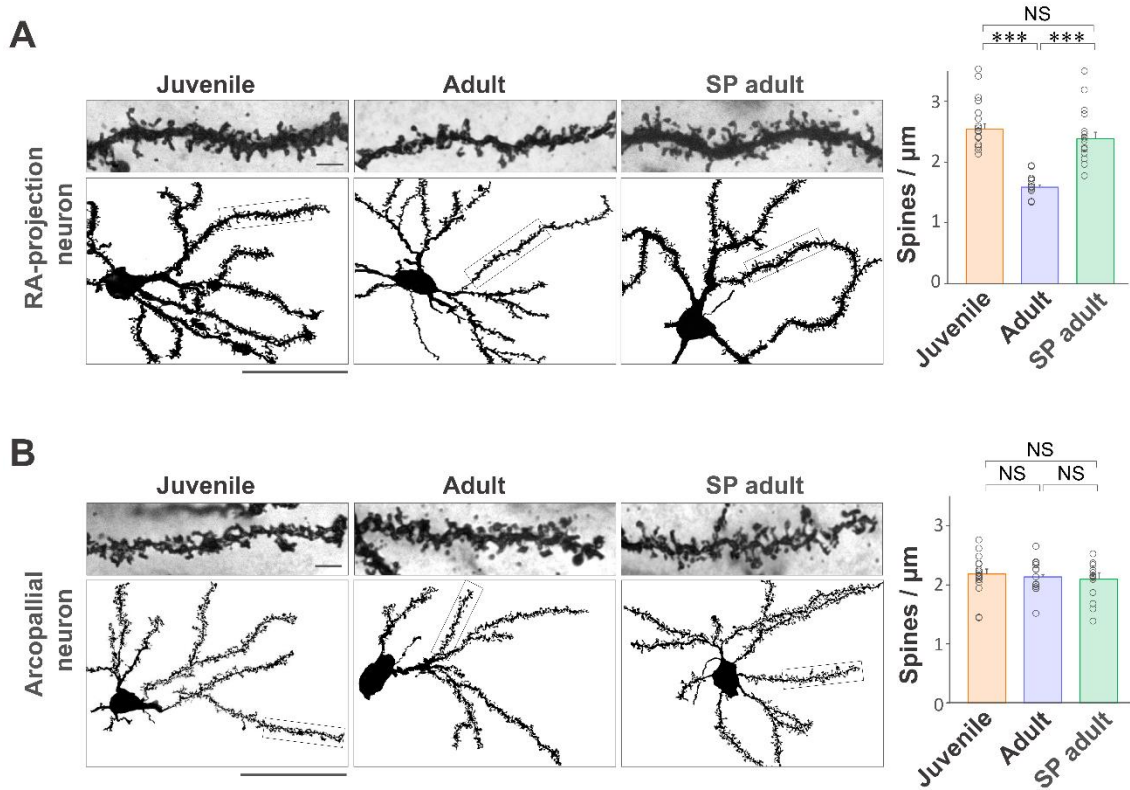 A
Juvenile
Adult
SP adult
RA-projection
neuron
NS
***
***
Spines / µm
3
2
1
0
Juvenile
Adult
SP adult
B
Juvenile
Adult
SP adult
Arcopallial
neuron
NS
NS
NS
Spines / µm
3
2
1
0
Juvenile
Adult
SP adult